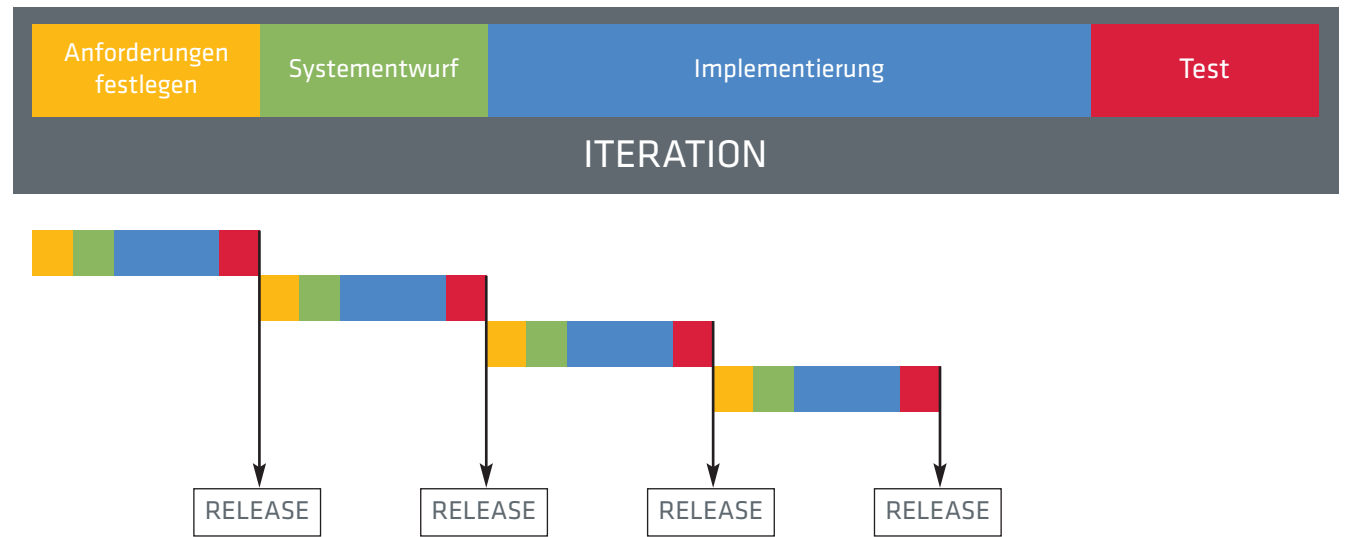 Anforderungen
festlegen
Systementwurf
Implementierung
Test
ITERATION
RELEASE
RELEASE
RELEASE
RELEASE